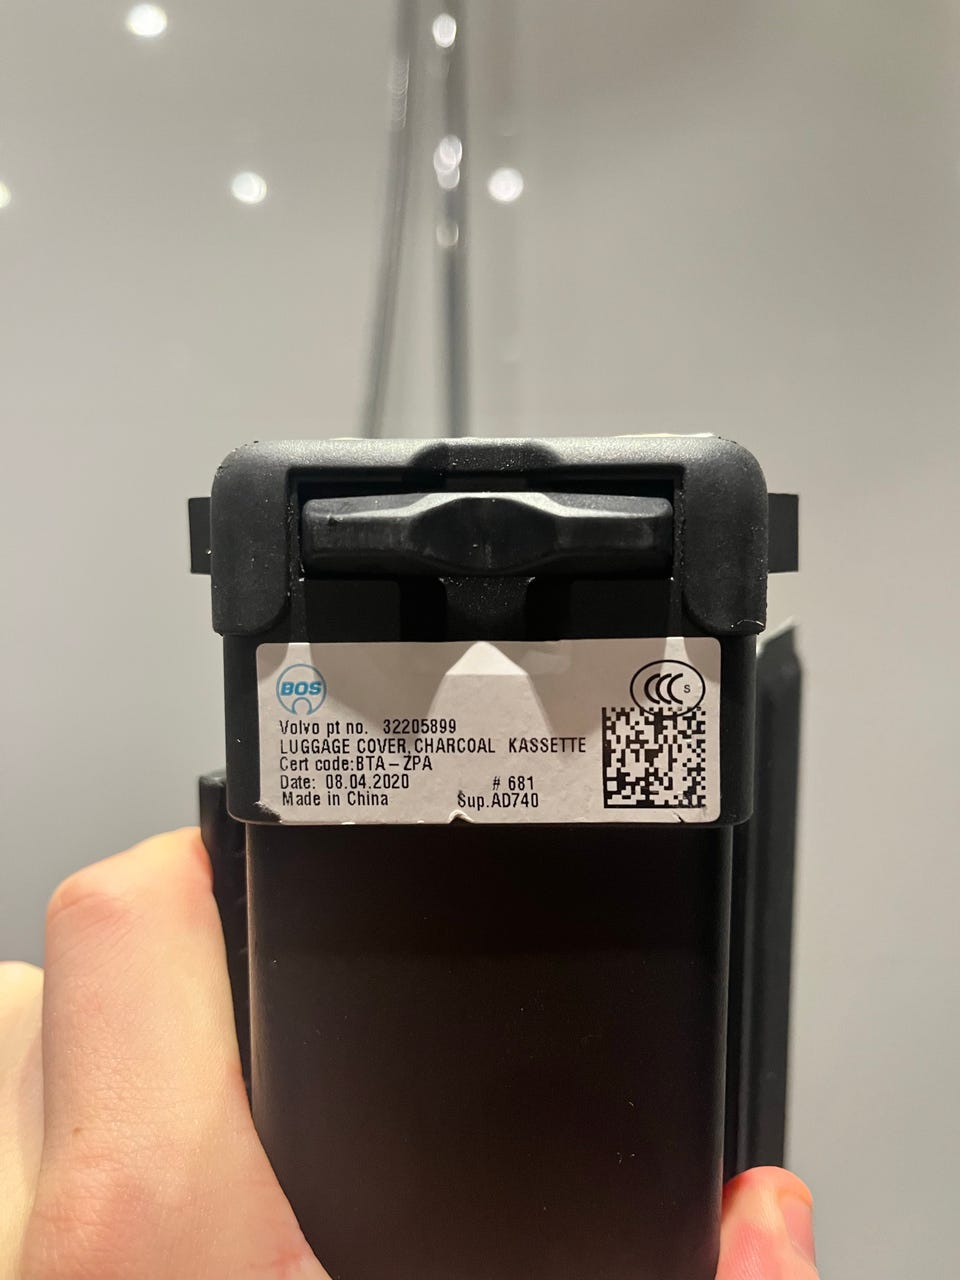 BOS
CCC S
Volvo pt no. 32205899
LUGGAGE COVER,CHARCOAL KASSETTE
Cert code:BTA-ZPA
Date: 08.04.2020 # 681
Made in China Sup.AD740